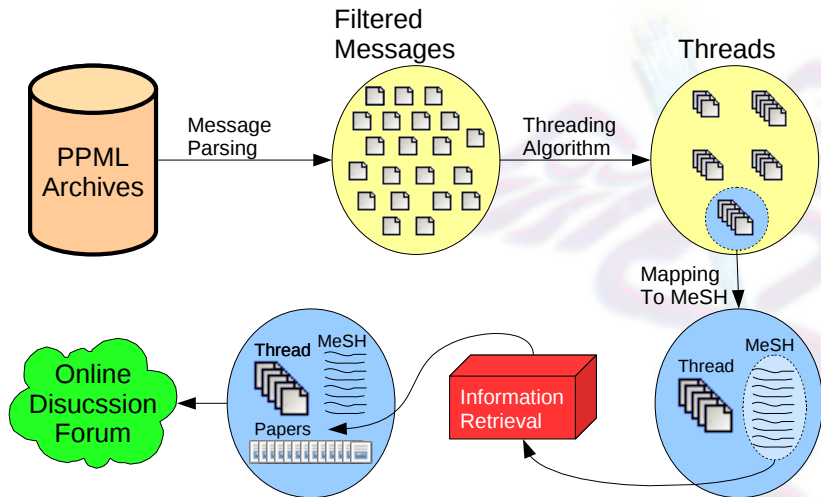 Filtered
Messages
Threads
PPML
Archives
Message
Parsing
Threading
Algorithm
Mapping
To MeSH
MeSH
Thread
Information
Retrieval
MeSH
Thread
Papers
Online
Disucssion
Forum